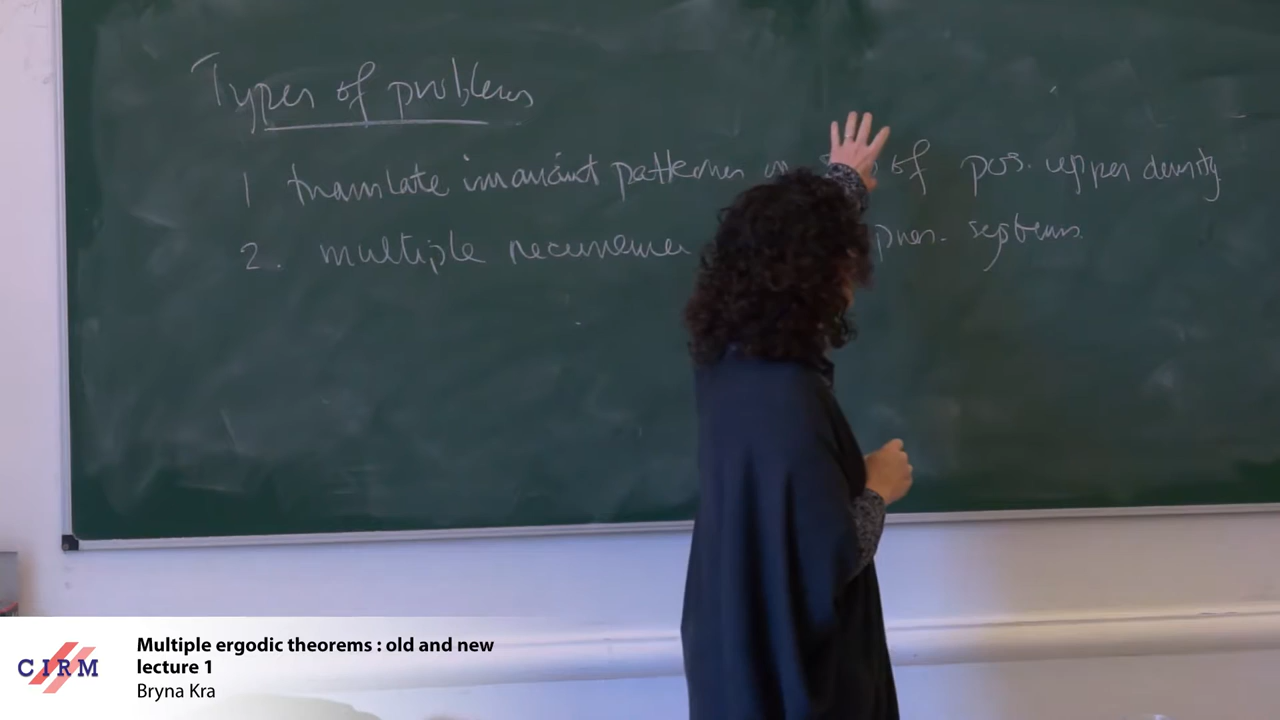 Types of problems
1 translate invariant patterns in of pos. upper density
2. multiple recurrence pres. systems.
CIRM
Multiple ergodic theorems : old and new
lecture 1
Bryna Kra